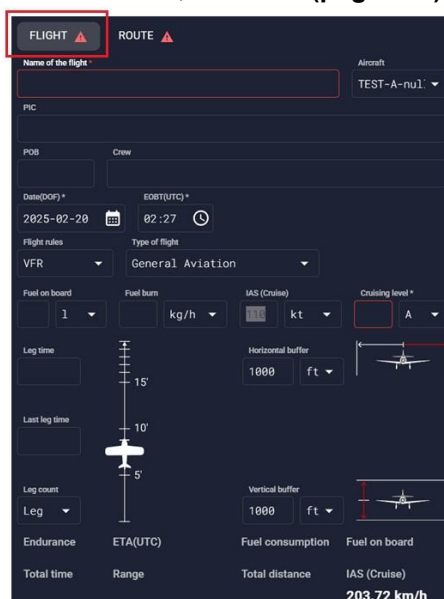 FLIGHT ROUTE
Name of the flight * Aircraft
TEST-A-nul
PIC
POB Crew
Date(DOF) * EOBT(UTC) *
2025-02-20 02:27
Flight rules Type of flight
VFR General Aviation
Fuel on board Fuel burn IAS (Cruise) Cruising level *
l kg/h 110 kt A
Leg time Horizontal buffer
15' 1000 ft
Last leg time 10'
5'
Leg count Vertical buffer
Leg 1000 ft
Endurance ETA(UTC) Fuel consumption Fuel on board
Total time Range Total distance IAS (Cruise)
203.72 km/h